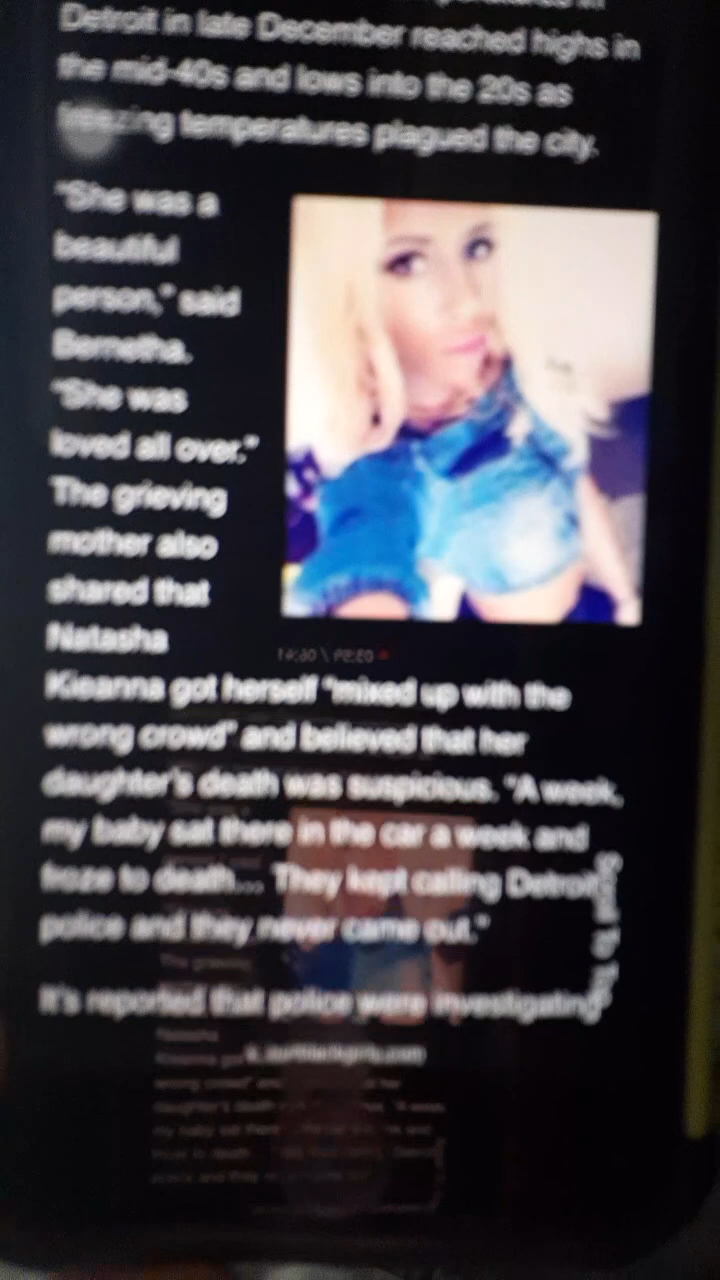 Detroit in late December reached highs in
the mid-40s and lows into the 20s as
freezing temperatures plagued the city.
"She was a
beautiful
person," said
Bernetha.
"She was
loved all over."
The grieving
mother also
shared that
Natasha
Kieanna got herself "mixed up with the
wrong crowd" and believed that her
daughter's death was suspicious. "A week,
my baby sat there in the car a week and
froze to death... They kept calling Detroit
police and they never came out."
It's reported that police were investigating